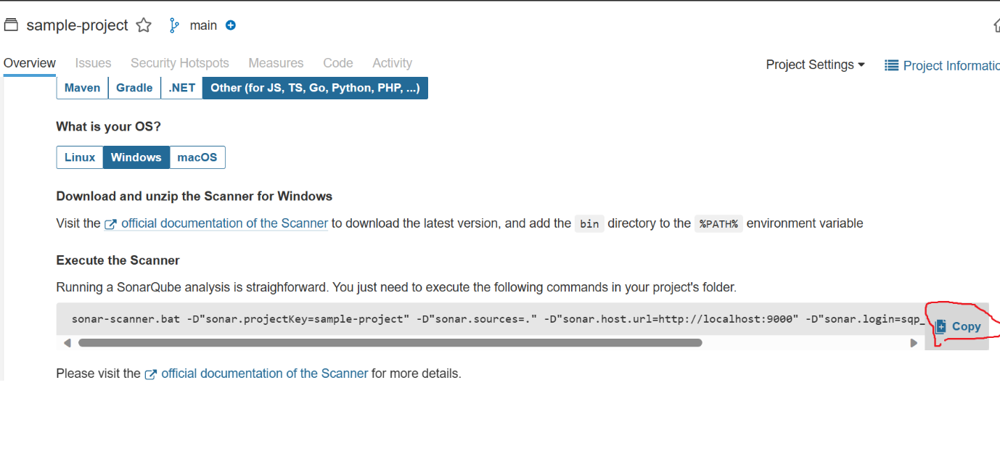 sample-project main
Overview Issues Security Hotspots Measures Code Activity Project Settings Project Informatio
Maven Gradle .NET Other (for JS, TS, Go, Python, PHP, ...)
What is your OS?
Linux Windows macOS
Download and unzip the Scanner for Windows
Visit the official documentation of the Scanner to download the latest version, and add the bin directory to the %PATH% environment variable
Execute the Scanner
Running a SonarQube analysis is straighforward. You just need to execute the following commands in your project's folder.
sonar-scanner.bat -D"sonar.projectKey=sample-project" -D"sonar.sources=." -D"sonar.host.url=http://localhost:9000" -D"sonar.login=sqp_ Copy
Please visit the official documentation of the Scanner for more details.